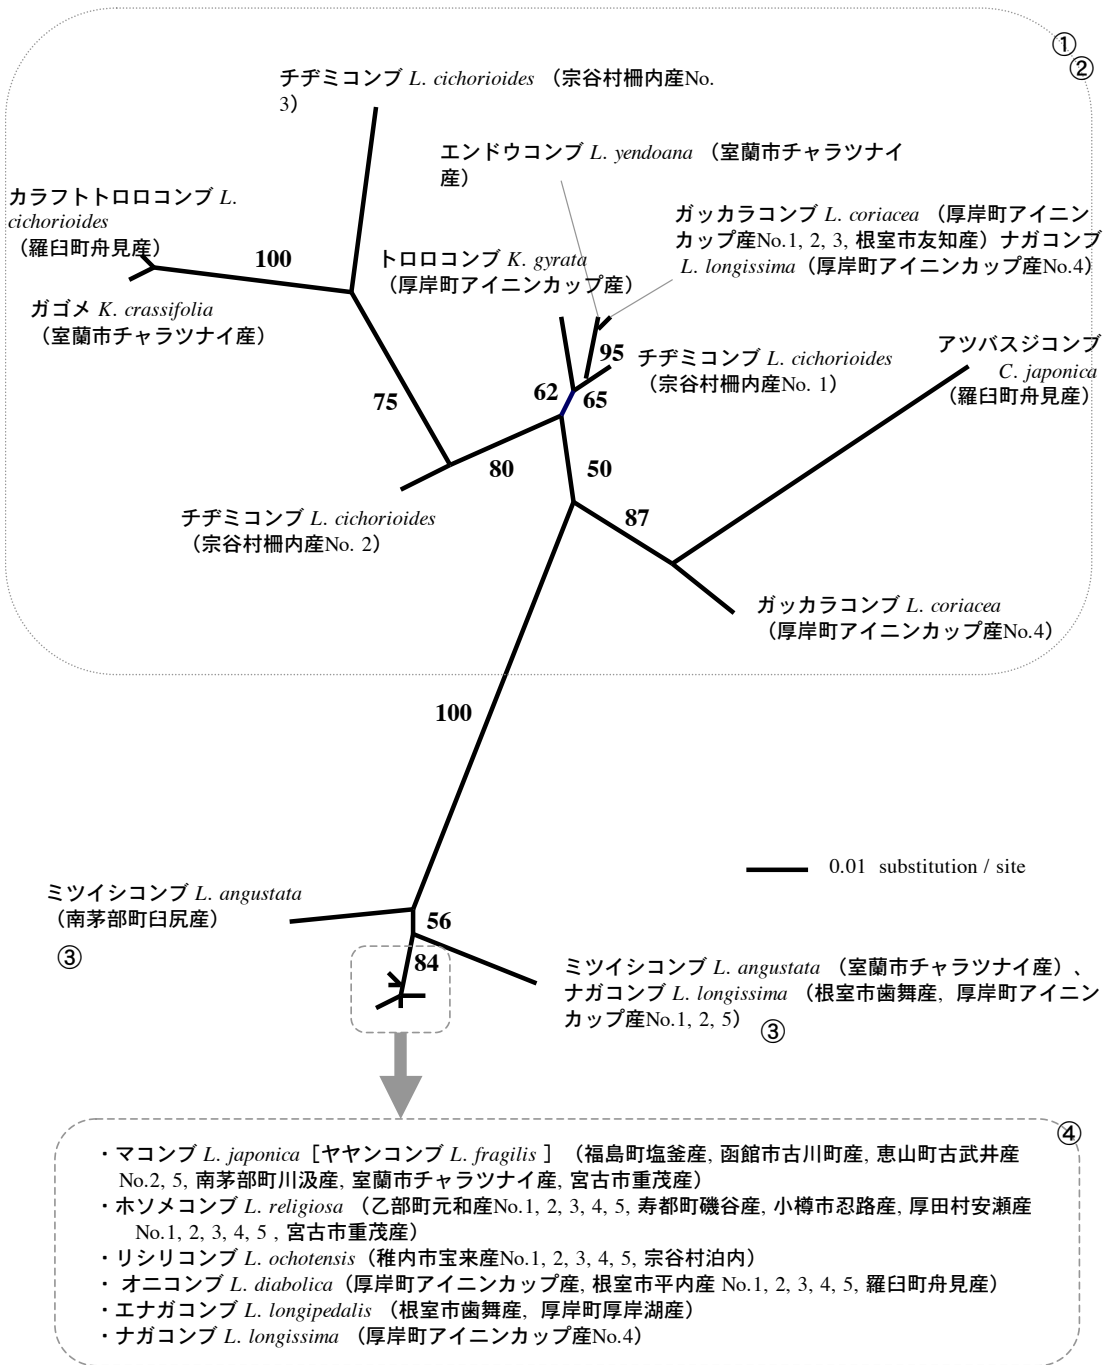 ①
②
チヂミコンブ L. cichorioides （宗谷村柵内産No.
3）
エンドウコンブ L. yendoana （室蘭市チャラツナイ
産）
カラフトトロロコンブ L.
cichorioides
（羅臼町舟見産）
ガッカラコンブ L. coriacea （厚岸町アイニン
カップ産No.1, 2, 3, 根室市友知産）ナガコンブ
L. longissima（厚岸町アイニンカップ産No.4）
100
トロロコンブ K. gyrata
（厚岸町アイニンカップ産）
ガゴメ K. crassifolia
（室蘭市チャラツナイ産）
95
チヂミコンブ L. cichorioides
（宗谷村柵内産No. 1）
アツバスジコンブ
C. japonica
（羅臼町舟見産）
75
62
65
80
50
チヂミコンブ L. cichorioides
（宗谷村柵内産No. 2）
87
ガッカラコンブ L. coriacea
（厚岸町アイニンカップ産No.4）
100
0.01 substitution / site
ミツイシコンブ L. angustata
（南茅部町臼尻産）
③
56
84
ミツイシコンブ L. angustata （室蘭市チャラツナイ産）、
ナガコンブ L. longissima （根室市歯舞産, 厚岸町アイニン
カップ産No.1, 2, 5）
③
④
・マコンブ L. japonica［ヤヤンコンブ L. fragilis ］（福島町塩釜産, 函館市古川町産, 恵山町古武井産
No.2, 5, 南茅部町川汲産, 室蘭市チャラツナイ産, 宮古市重茂産）
・ホソメコンブ L. religiosa （乙部町元和産No.1, 2, 3, 4, 5, 寿都町磯谷産, 小樽市忍路産, 厚田村安瀬産
No.1, 2, 3, 4, 5 , 宮古市重茂産）
・リシリコンブ L. ochotensis（稚内市宝来産No.1, 2, 3, 4, 5, 宗谷村泊内）
・ オニコンブ L. diabolica（厚岸町アイニンカップ産, 根室市平内産 No.1, 2, 3, 4, 5, 羅臼町舟見産）
・エナガコンブ L. longipedalis （根室市歯舞産, 厚岸町厚岸湖産）
・ナガコンブ L. longissima （厚岸町アイニンカップ産No.4）